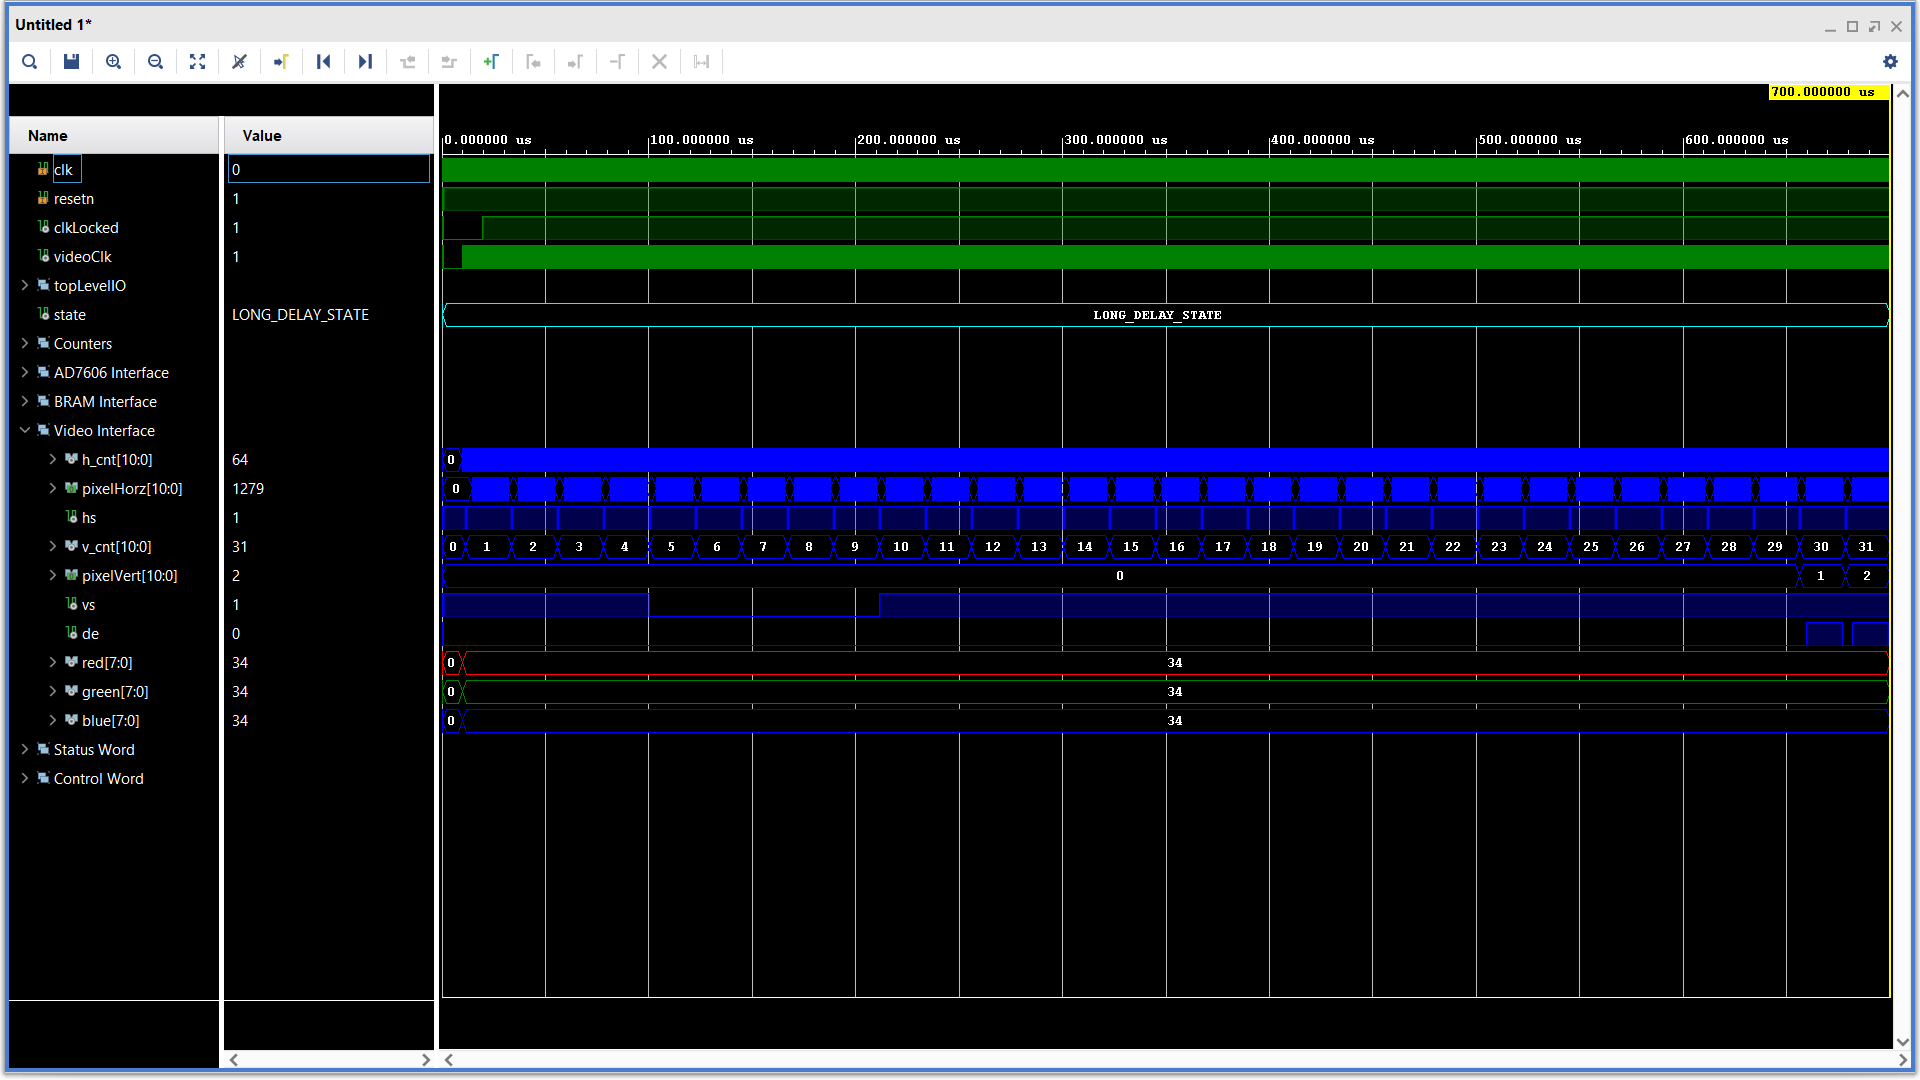 Untitled 1*
700.000000 us
Name Value
0.000000 us 100.000000 us 200.000000 us 300.000000 us 400.000000 us 500.000000 us 600.000000 us
clk 0
resetn 1
clkLocked 1
videoClk 1
topLevelIO
state LONG_DELAY_STATE LONG_DELAY_STATE
Counters
AD7606 Interface
BRAM Interface
Video Interface
h_cnt[10:0] 64 0
pixelHorz[10:0] 1279 0
hs 1
v_cnt[10:0] 31 0 1 2 3 4 5 6 7 8 9 10 11 12 13 14 15 16 17 18 19 20 21 22 23 24 25 26 27 28 29 30 31
pixelVert[10:0] 2 0 1 2
vs 1
de 0
red[7:0] 34 0 34
green[7:0] 34 0 34
blue[7:0] 34 0 34
Status Word
Control Word